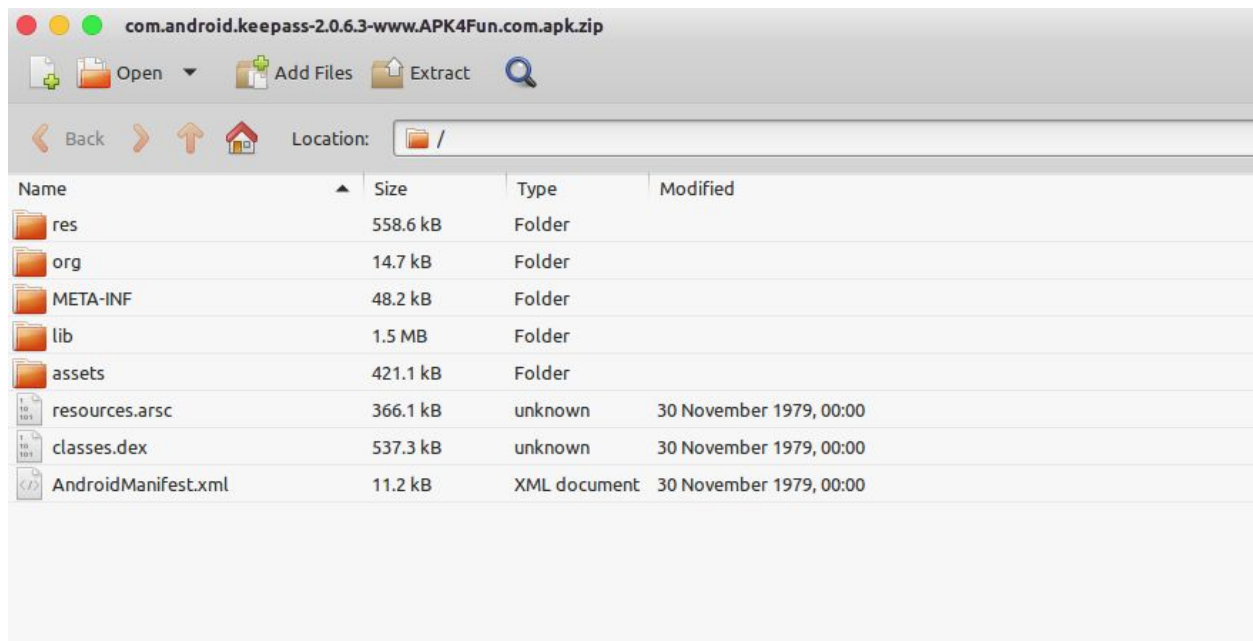 com.android.keepass-2.0.6.3-www.APK4Fun.com.apk.zip
Open Add Files Extract
Back Location: /
Name Size Type Modified
res 558.6 kB Folder
org 14.7 kB Folder
META-INF 48.2 kB Folder
lib 1.5 MB Folder
assets 421.1 kB Folder
resources.arsc 366.1 kB unknown 30 November 1979, 00:00
classes.dex 537.3 kB unknown 30 November 1979, 00:00
AndroidManifest.xml 11.2 kB XML document 30 November 1979, 00:00